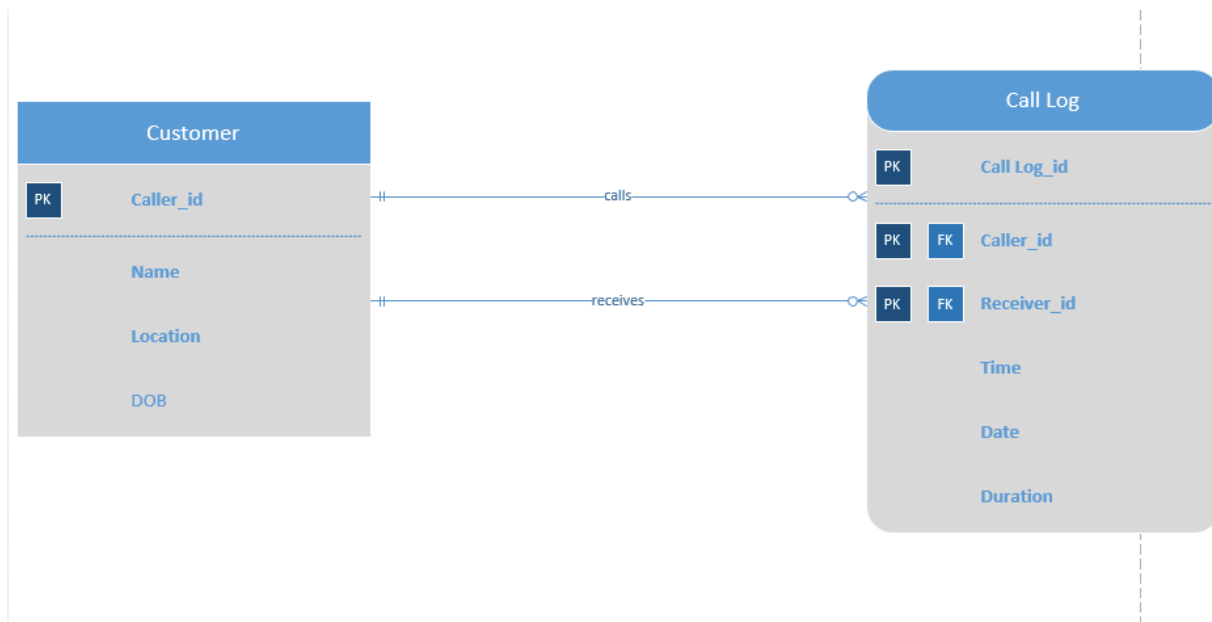 Customer
PK Caller_id
Name
Location
DOB
calls
receives
Call Log
PK Call Log_id
PK FK Caller_id
PK FK Receiver_id
Time
Date
Duration